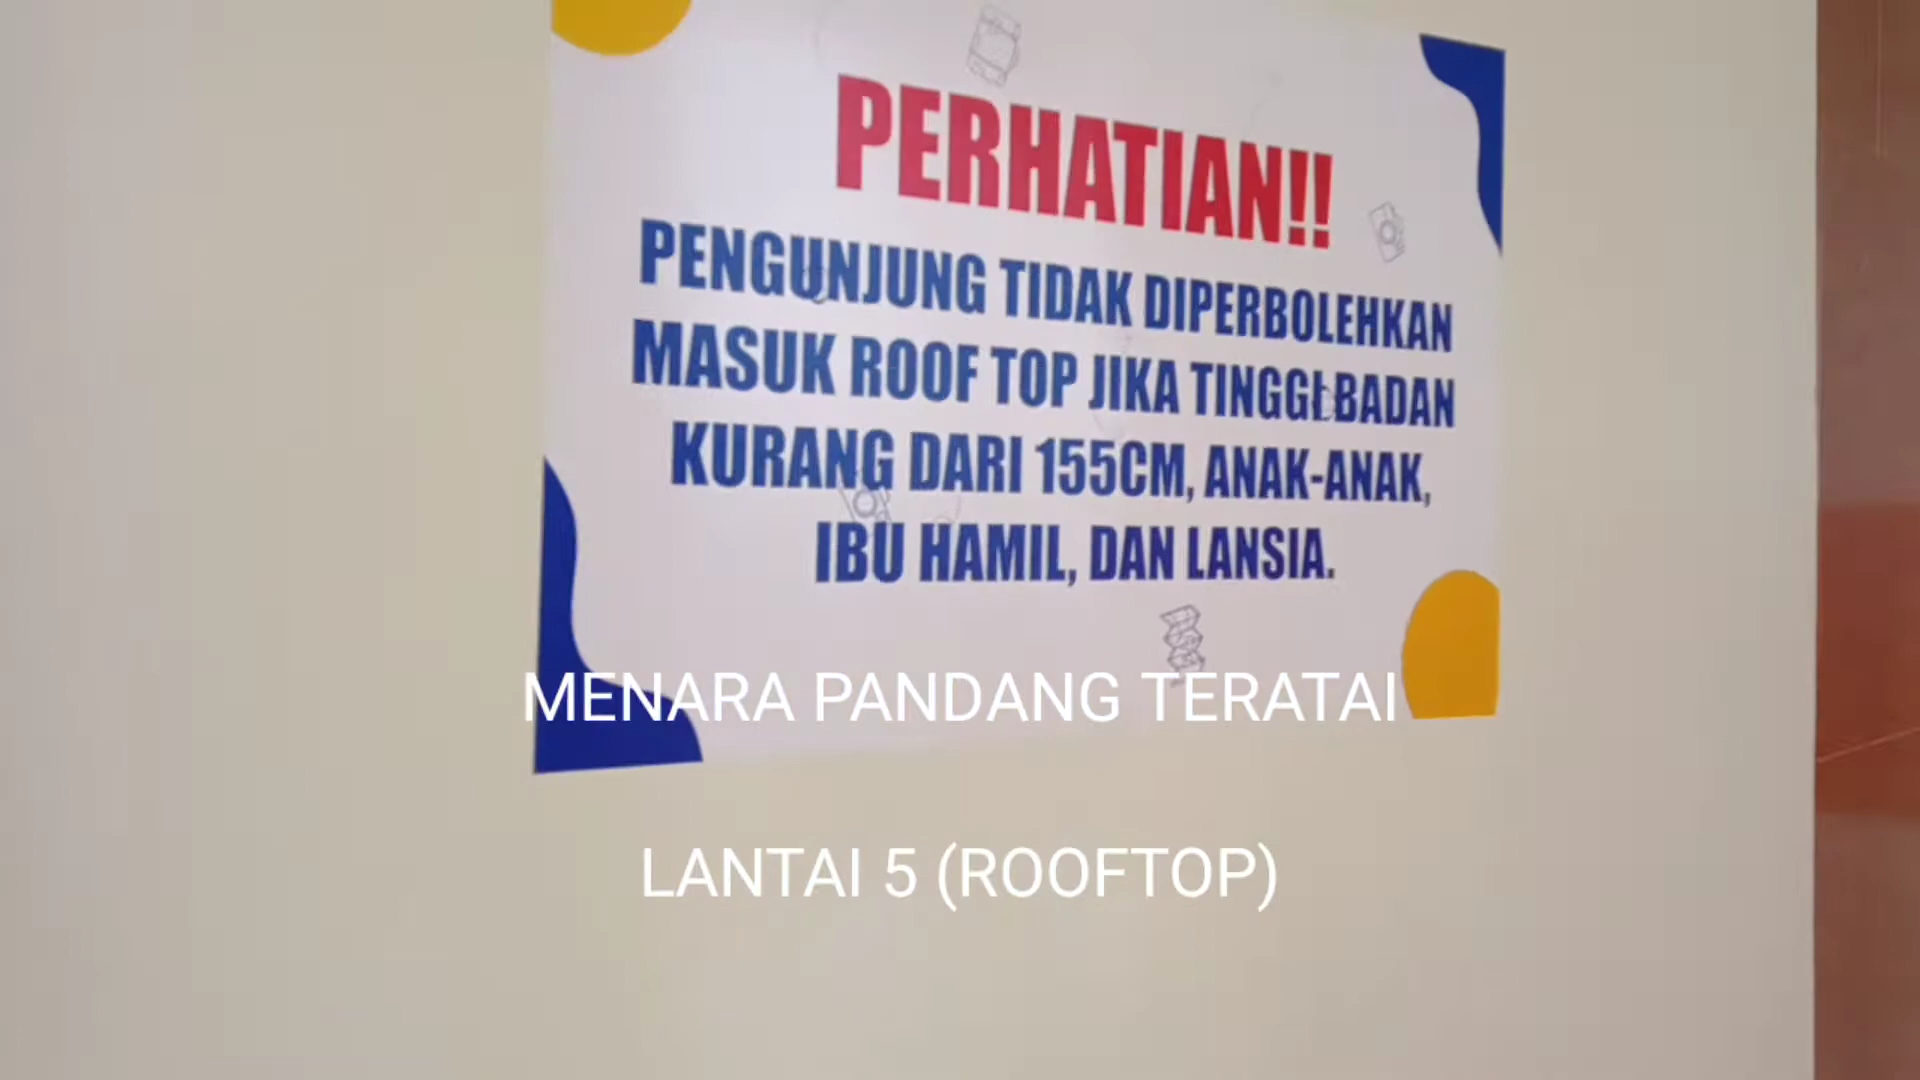 PERHATIAN!!
PENGUNJUNG TIDAK DIPERBOLEHKAN
MASUK ROOF TOP JIKA TINGGI BADAN
KURANG DARI 155CM, ANAK-ANAK,
IBU HAMIL, DAN LANSIA.
MENARA PANDANG TERATAI
LANTAI 5 (ROOFTOP)